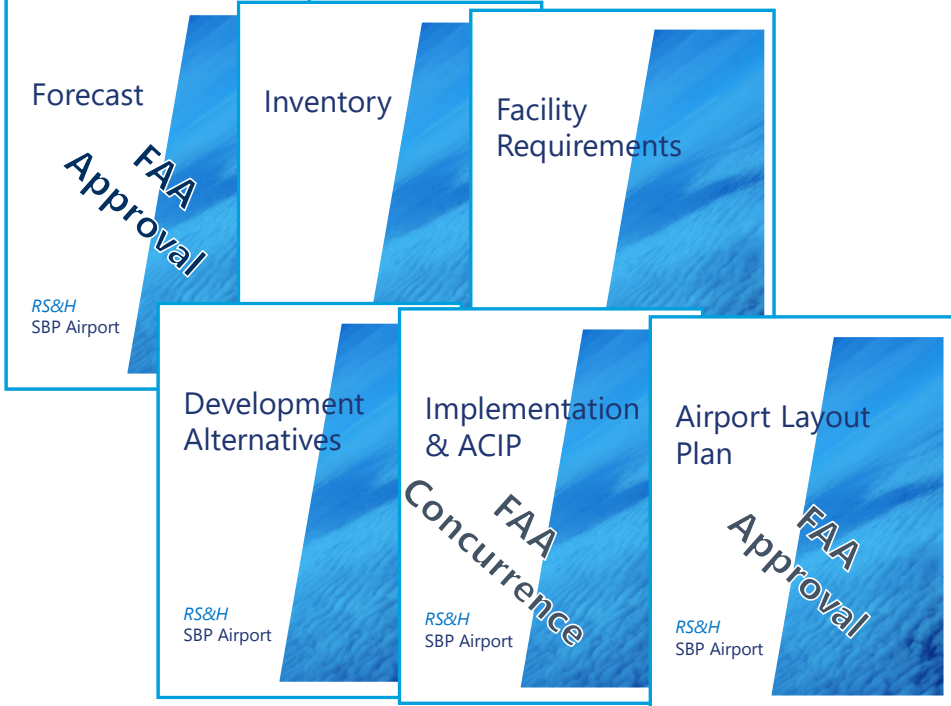 Forecast
FAA
Approval
RS&H
SBP Airport
Inventory
Facility
Requirements
Development
Alternatives
RS&H
SBP Airport
Implementation
& ACIP
FAA
Concurrence
RS&H
SBP Airport
Airport Layout
Plan
FAA
Approval
RS&H
SBP Airport